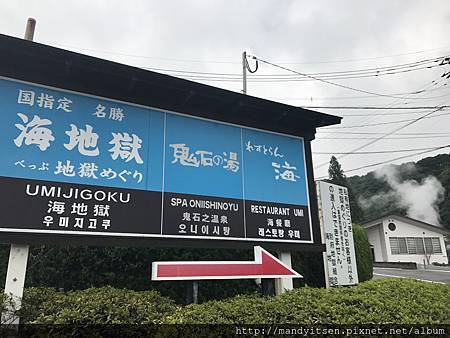 国指定 名勝
海地獄
べっぷ地獄めぐり
UMIJIGOKU
海地獄
우미지고쿠
鬼石の湯
SPA ONIISHINOYU
鬼石之温泉
오니이시탕
れすとらん
海
RESTAURANT UMI
海餐廳
레스토랑 우미
album
http://mandyitsen.pixnet.net/album